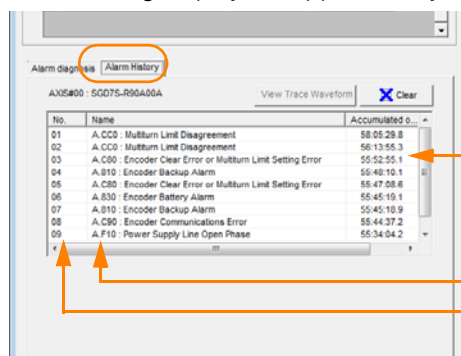 Alarm diagnosis Alarm History
AXIS#00 : SGD7S-R90A00A View Trace Waveform Clear
No. Name Accumulated o...
01 A.CC0 : Multiturn Limit Disagreement 58:05:29.8
02 A.CC0 : Multiturn Limit Disagreement 56:13:55.3
03 A.C80 : Encoder Clear Error or Multiturn Limit Setting Error 55:52:55.1
04 A.810 : Encoder Backup Alarm 55:48:10.1
05 A.C80 : Encoder Clear Error or Multiturn Limit Setting Error 55:47:08.6
06 A.830 : Encoder Battery Alarm 55:45:19.1
07 A.810 : Encoder Backup Alarm 55:45:18.9
08 A.C90 : Encoder Communications Error 55:44:37.2
09 A.F10 : Power Supply Line Open Phase 55:34:04.2